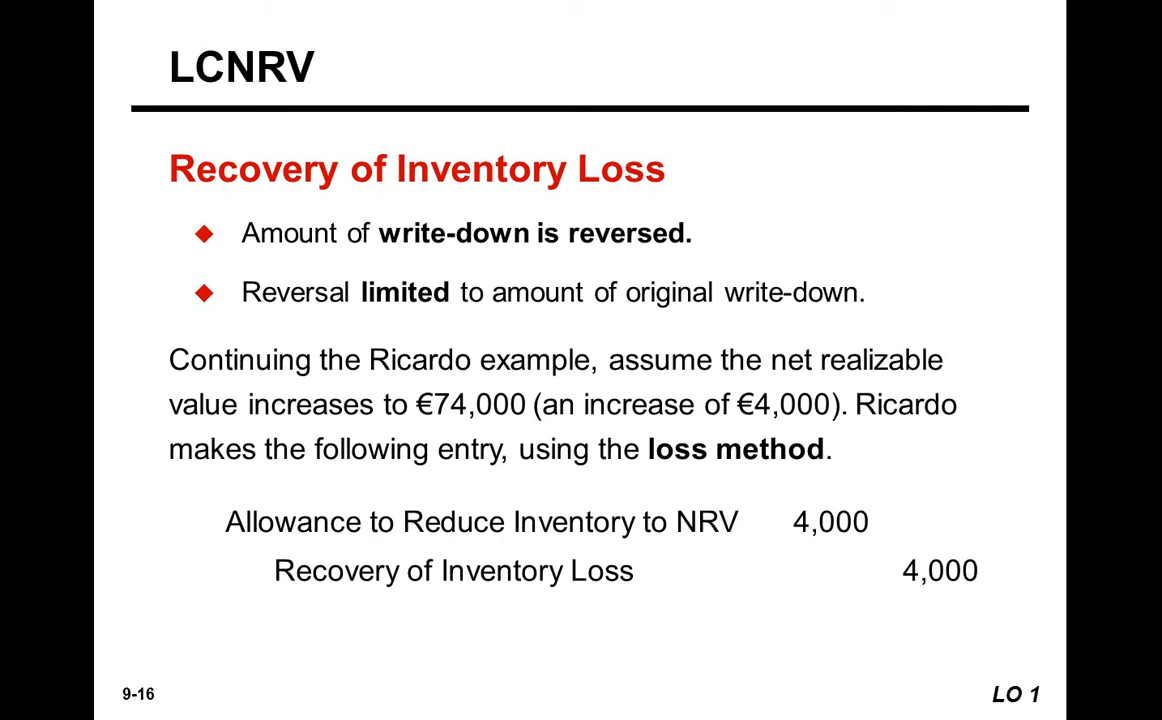 LCNRV
Recovery of Inventory Loss
Amount of write-down is reversed.
Reversal limited to amount of original write-down.
Continuing the Ricardo example, assume the net realizable
value increases to €74,000 (an increase of €4,000). Ricardo
makes the following entry, using the loss method.
Allowance to Reduce Inventory to NRV 4,000
Recovery of Inventory Loss 4,000
9-16 LO 1